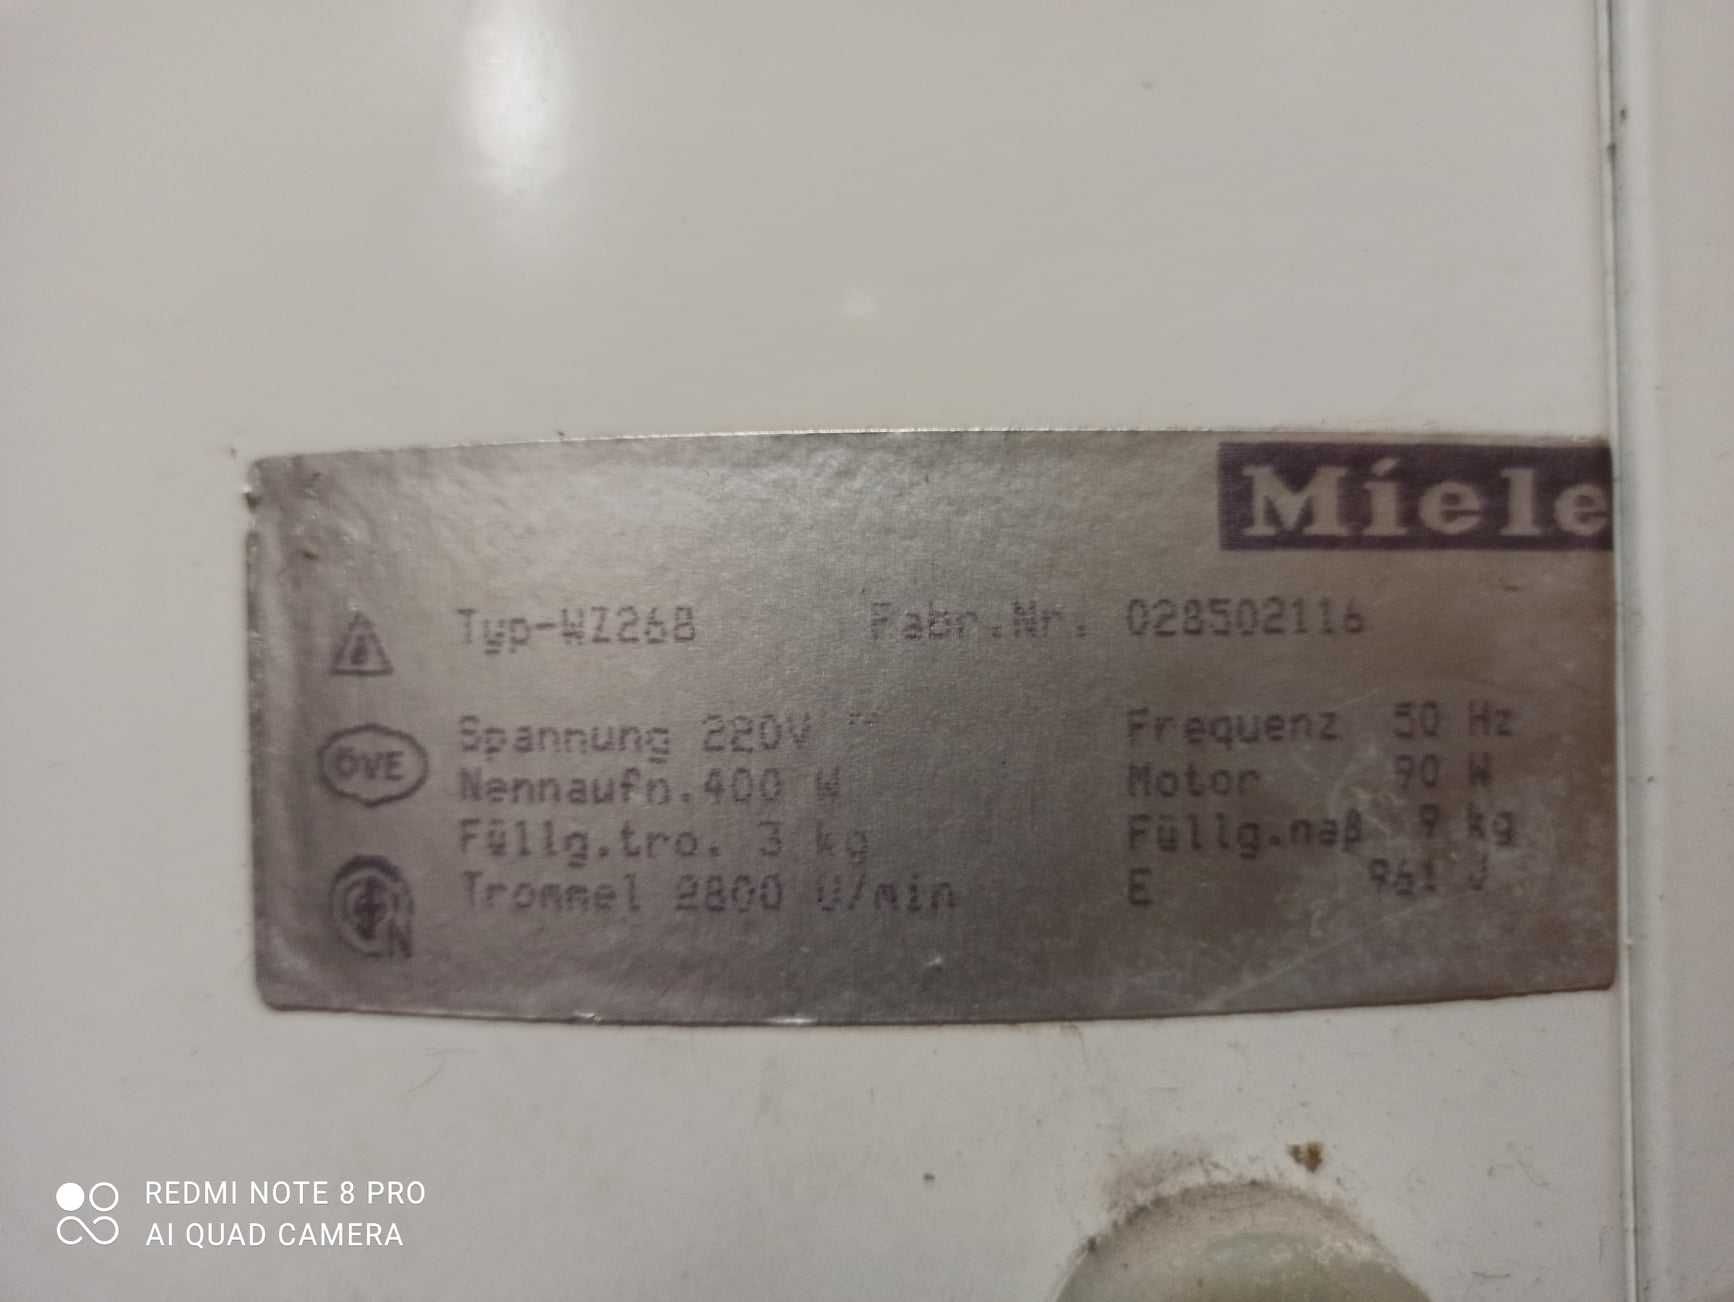 Miele
Typ-WZ268 Fabr.Nr. 028502116
Spannung 220V ~ Frequenz 50 Hz
ÖVE
Nennaufn.400 W Motor 90 W
Füllg.tro. 3 kg Füllg.naß 9 kg
Trommel 2800 U/min E 961
N
REDMI NOTE 8 PRO
AI QUAD CAMERA